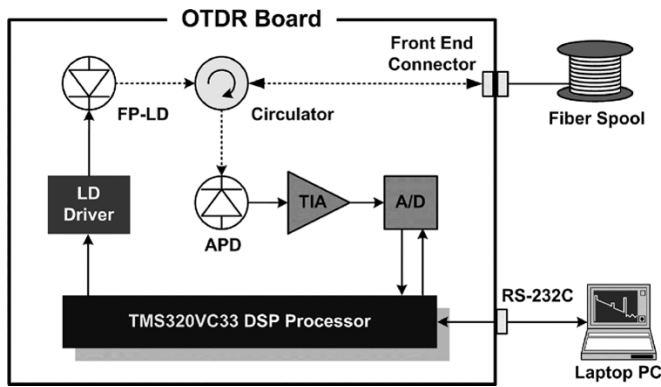 OTDR Board
Front End
Connector
FP-LD
Circulator
Fiber Spool
LD
Driver
APD
TIA
A/D
RS-232C
TMS320VC33 DSP Processor
Laptop PC